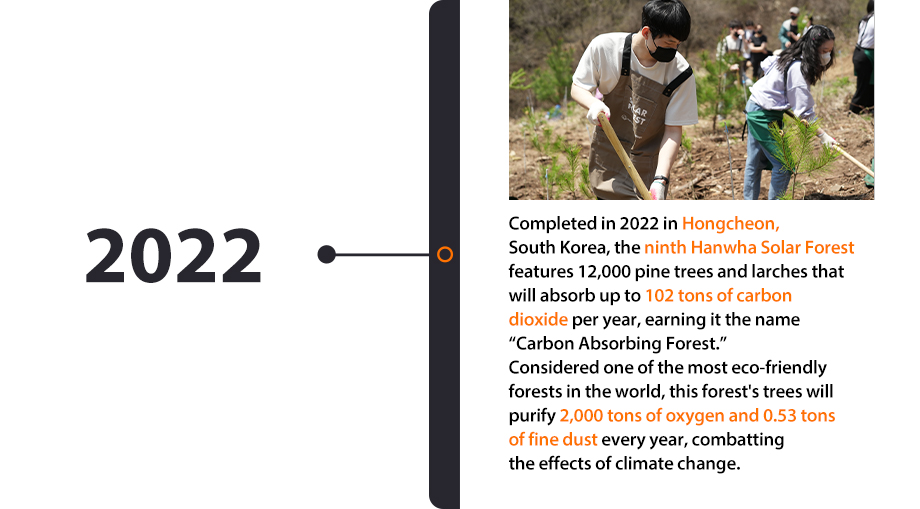 2022
Completed in 2022 in Hongcheon,
South Korea, the ninth Hanwha Solar Forest
features 12,000 pine trees and larches that
will absorb up to 102 tons of carbon
dioxide per year, earning it the name
“Carbon Absorbing Forest.”
Considered one of the most eco-friendly
forests in the world, this forest's trees will
purify 2,000 tons of oxygen and 0.53 tons
of fine dust every year, combatting
the effects of climate change.